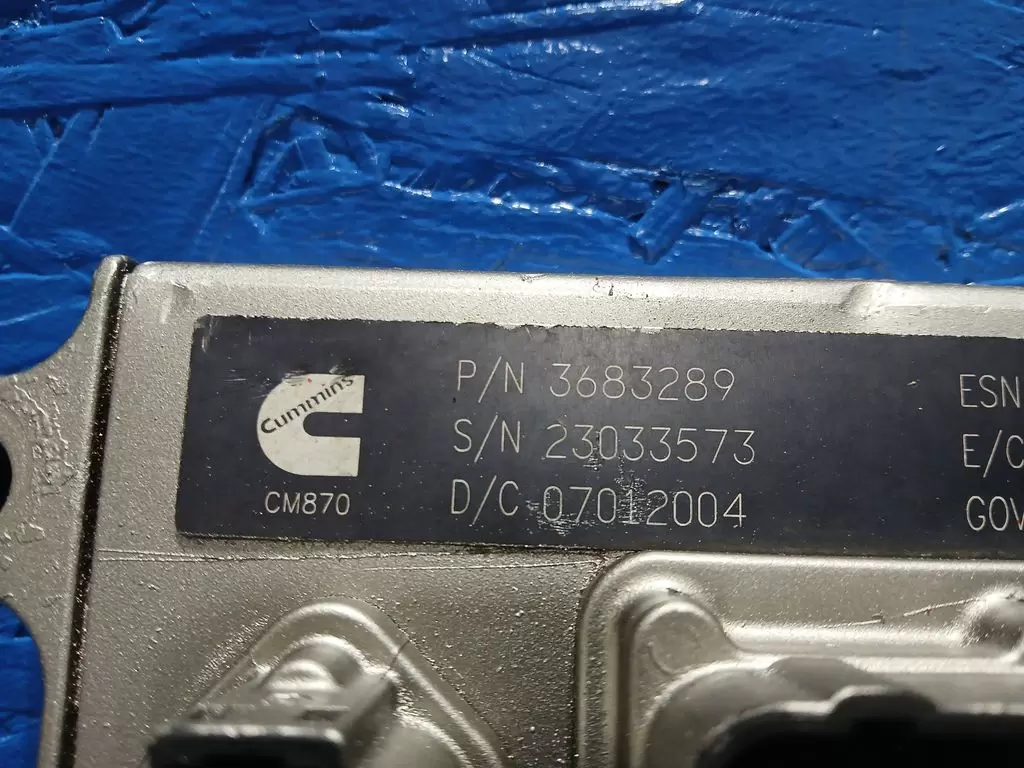 Cummins
CM870
P/N 3683289
S/N 23033573
D/C 07012004
ESN
E/C
GOV